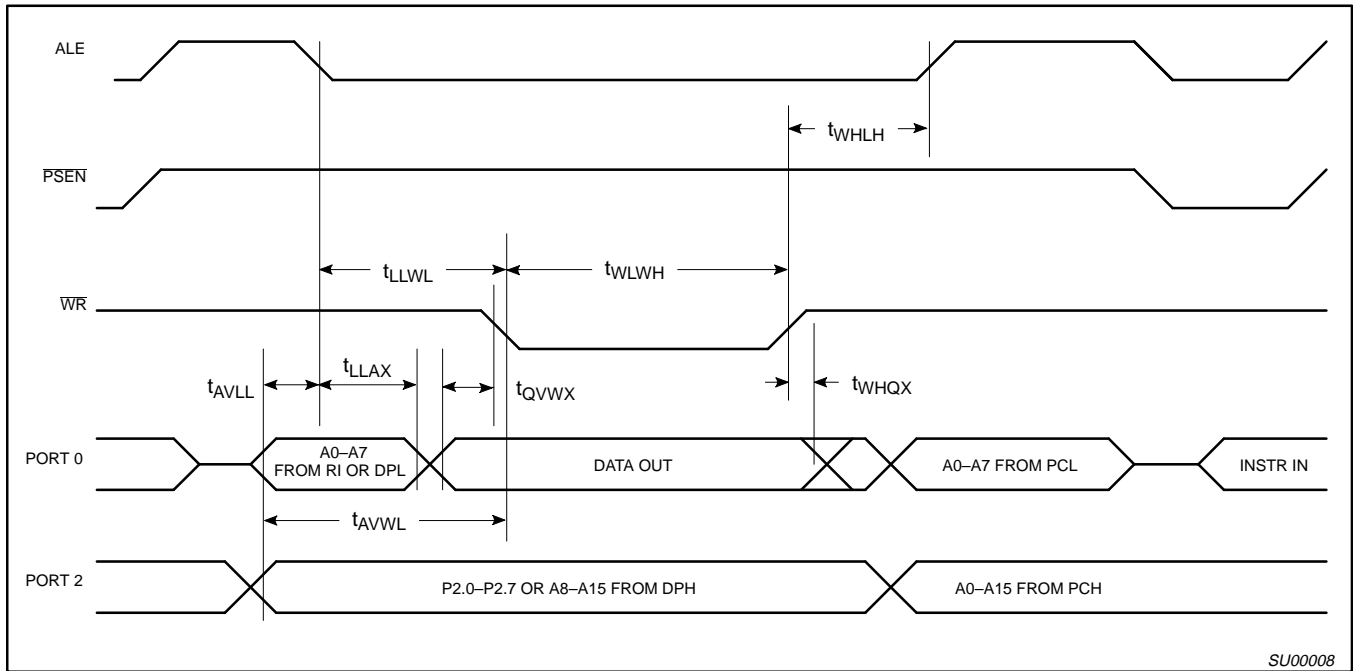 ALE
tWHLH
PSEN
tLLWL
tWLWH
WR
tAVLL
tLLAX
tQVWX
tWHQX
PORT 0
A0–A7
FROM RI OR DPL
DATA OUT
A0–A7 FROM PCL
INSTR IN
tAVWL
PORT 2
P2.0–P2.7 OR A8–A15 FROM DPH
A0–A15 FROM PCH
SU00008